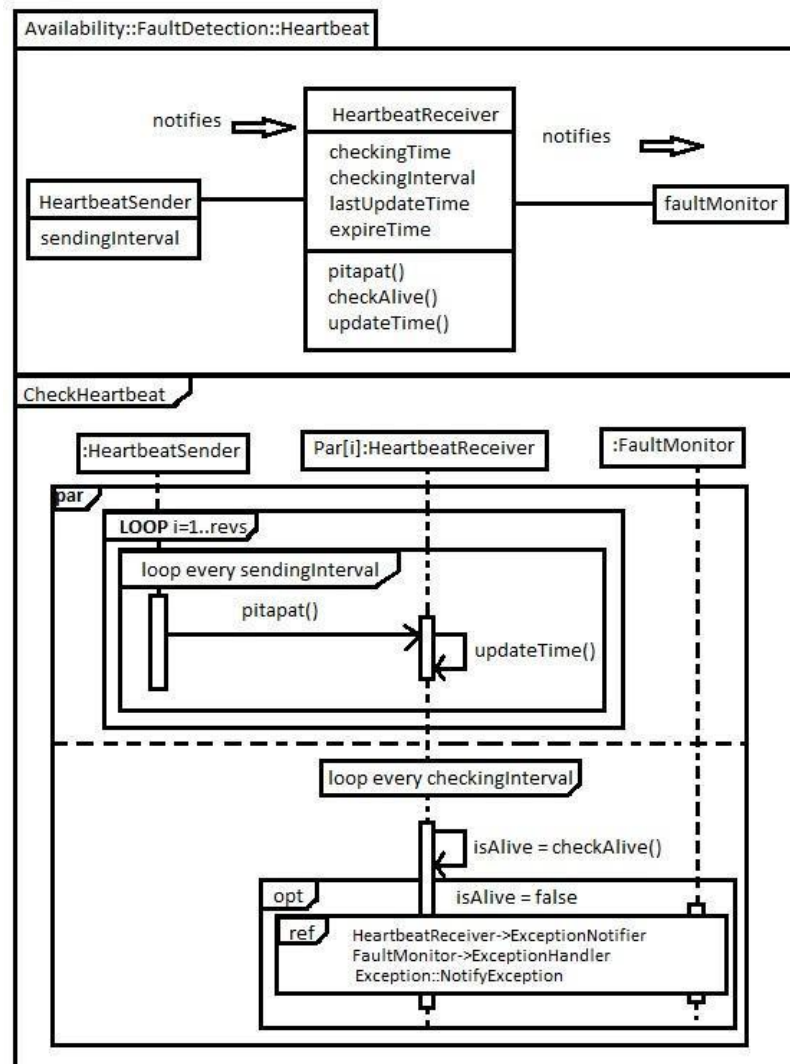 Availability::FaultDetection::Heartbeat
notifies
HeartbeatReceiver
notifies
checkingTime
checkingInterval
lastUpdateTime
expireTime
HeartbeatSender
sendingInterval
faultMonitor
pitapat()
checkAlive()
updateTime()
CheckHeartbeat
:HeartbeatSender
Par[i]:HeartbeatReceiver
:FaultMonitor
par
LOOP i=1..revs
loop every sendingInterval
pitapat()
updateTime()
loop every checkingInterval
isAlive = checkAlive()
opt
isAlive = false
ref
HeartbeatReceiver->ExceptionNotifier
FaultMonitor->ExceptionHandler
Exception::NotifyException